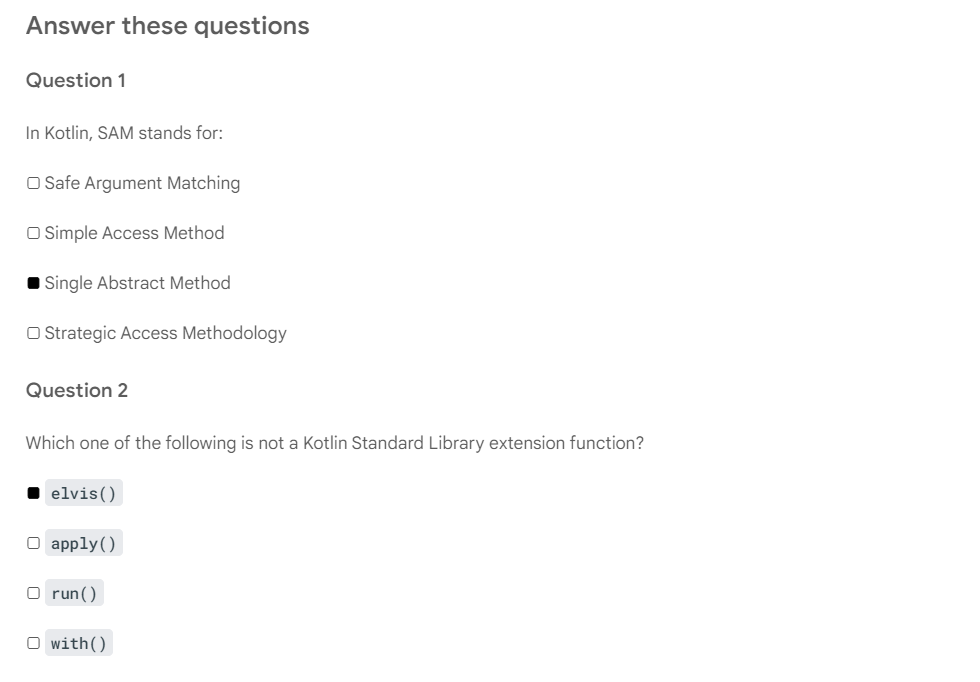 Answer these questions
Question 1
In Kotlin, SAM stands for:
Safe Argument Matching
Simple Access Method
Single Abstract Method
Strategic Access Methodology
Question 2
Which one of the following is not a Kotlin Standard Library extension function?
elvis()
apply()
run()
with()